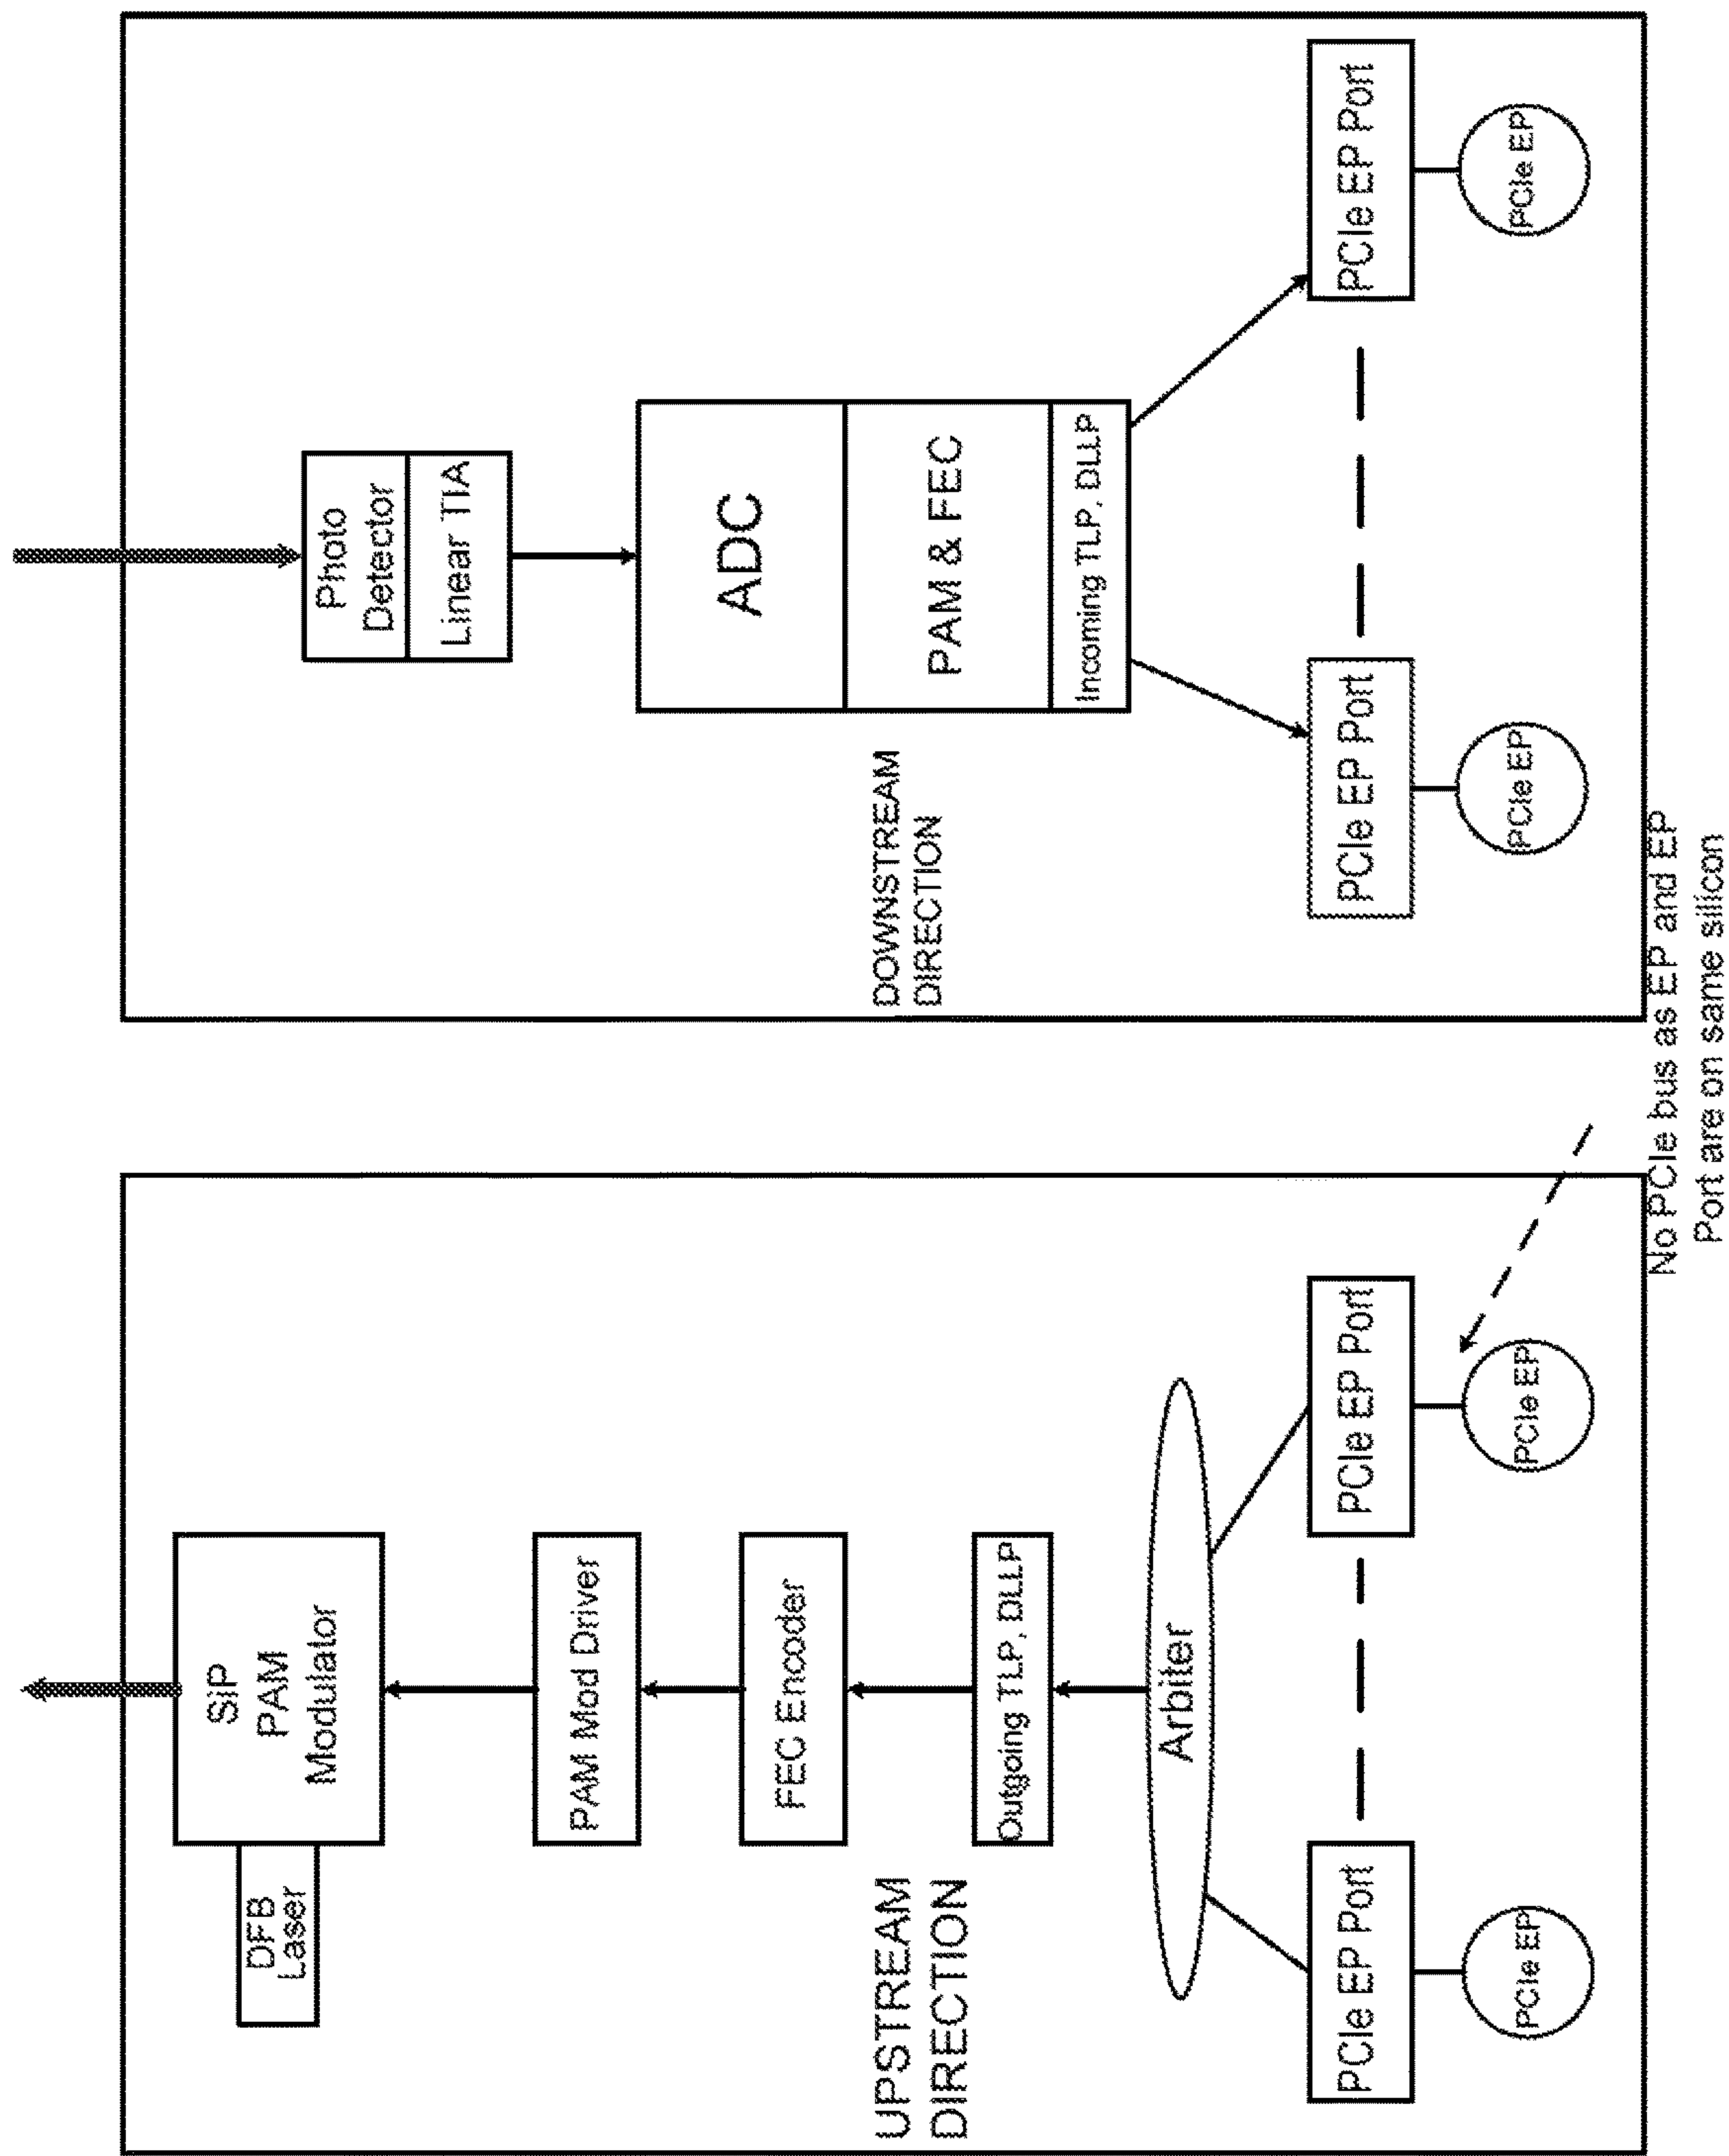 SiP
PAM
Modulator
DFB
Laser
PAM Mod Driver
FEC Encoder
UPSTREAM
DIRECTION
Outgoing TLP, DLLP
Arbiter
PCIe EP Port
PCIe EP Port
PCIe EP
PCIe EP
Photo
Detector
Linear TIA
ADC
PAM & FEC
DOWNSTREAM
DIRECTION
Incoming TLP, DLLP
PCIe EP Port
PCIe EP Port
PCIe EP
PCIe EP
No PCIe bus as EP and EP
Port are on same silicon